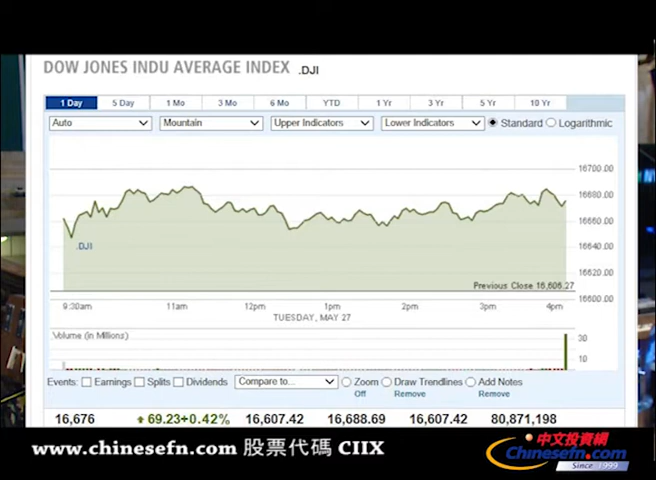 DOW JONES INDU AVERAGE INDEX .DJI
1 Day 5 Day 1 Mo 3 Mo 6 Mo YTD 1 Yr 3 Yr 5 Yr 10 Yr
Auto Mountain Upper Indicators Lower Indicators Standard Logarithmic
16700.00
16680.00
16660.00
.DJI
16640.00
16620.00
Previous Close 16,606.27
16600.00
9:30am 11am 12pm 1pm 2pm 3pm 4pm
TUESDAY, MAY 27
Volume (in Millions)
30
10
Events: Earnings Splits Dividends Compare to... Zoom Draw Trendlines Add Notes
Off Remove Remove
16,676 69.23+0.42% 16,607.42 16,688.69 16,607.42 80,871,198
www.chinesefn.com 股票代碼 CIIX
中文投資網
Chinesefn.com
Since 1999